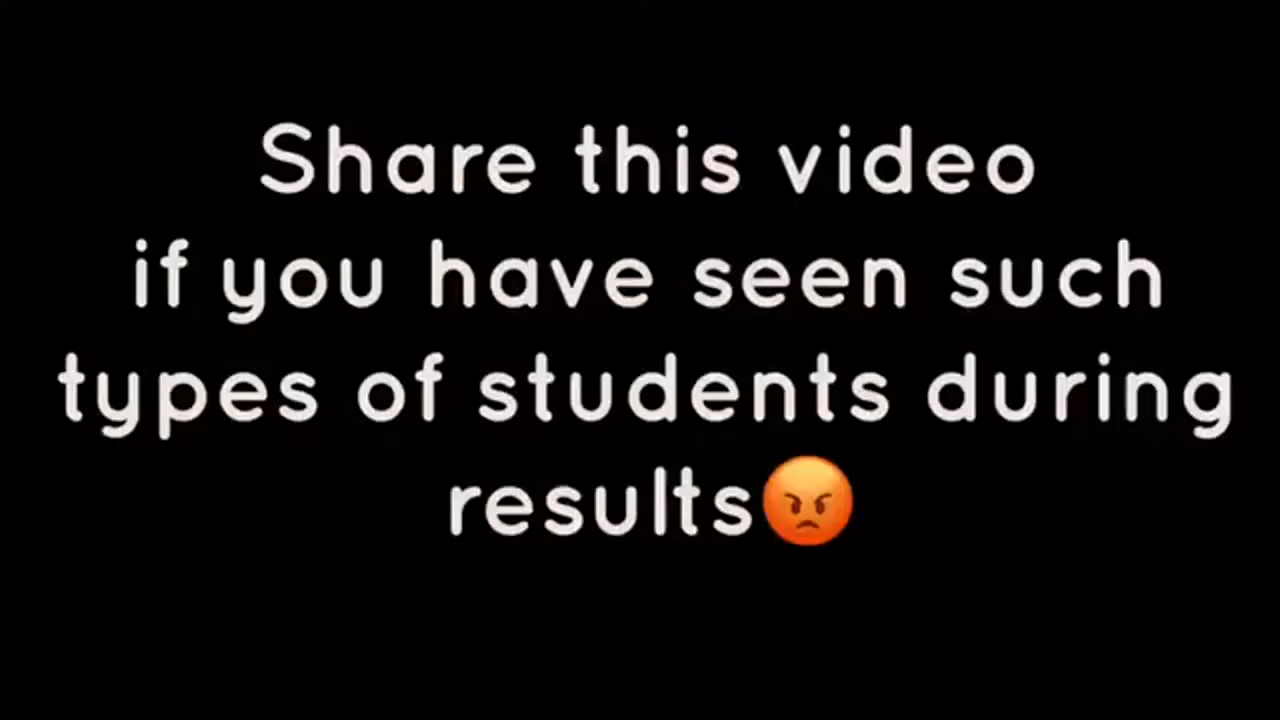 Share this video
if you have seen such
types of students during
results😡